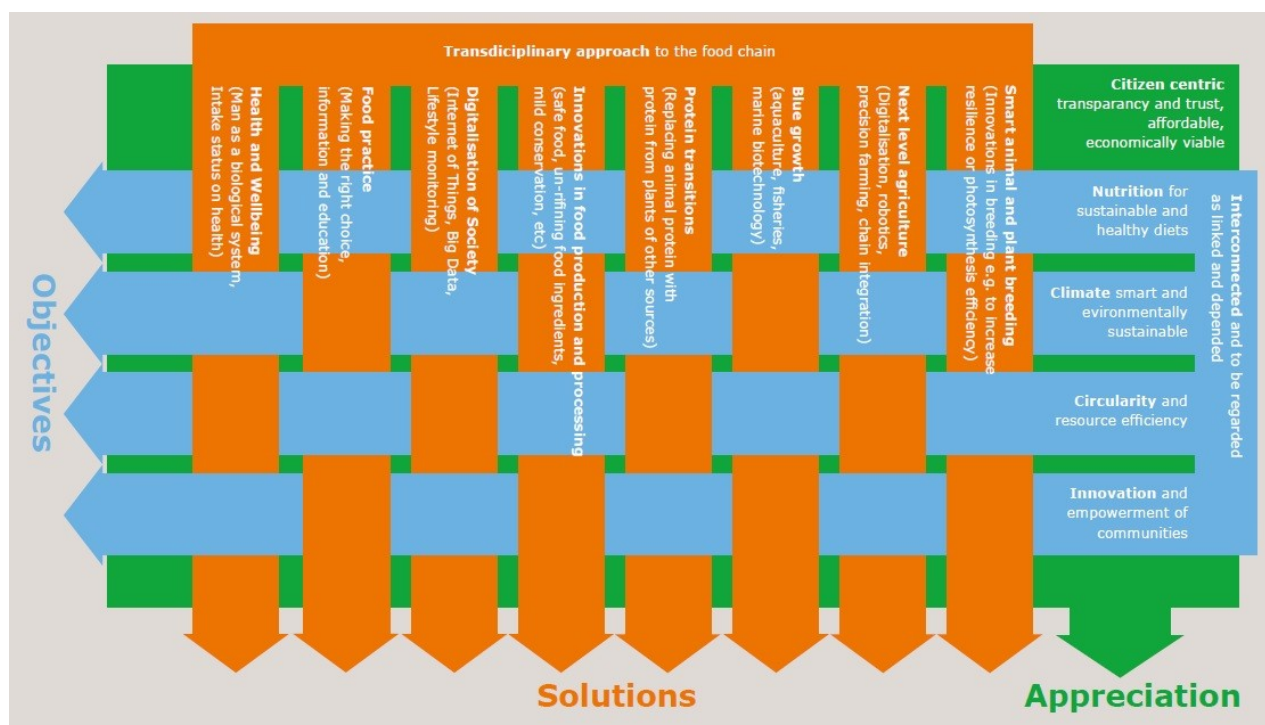 Transdiciplinary approach to the food chain
Health and Wellbeing
(Man as a biological system,
Intake status on health)
Food practice
(Making the right choice,
information and education)
Digitalisation of Society
(Internet of Things, Big Data,
Lifestyle monitoring)
Innovations in food production and processing
(safe food, un-rifining food ingredients,
mild conservation, etc)
Protein transitions
(Replacing animal protein with
protein from plants of other sources)
Blue growth
(aquaculture, fisheries,
marine biotechnology)
Next level agriculture
(Digitalisation, robotics,
precision farming, chain integration)
Smart animal and plant breeding
(Innovations in breeding e.g. to increase
resilience or photosynthesis efficiency)
Citizen centric
transparancy and trust,
affordable,
economically viable
Nutrition for
sustainable and
healthy diets
Climate smart and
evironmentally
sustainable
Circularity and
resource efficiency
Innovation and
empowerment of
communities
Interconnected and to be regarded
as linked and depended
Objectives
Solutions
Appreciation